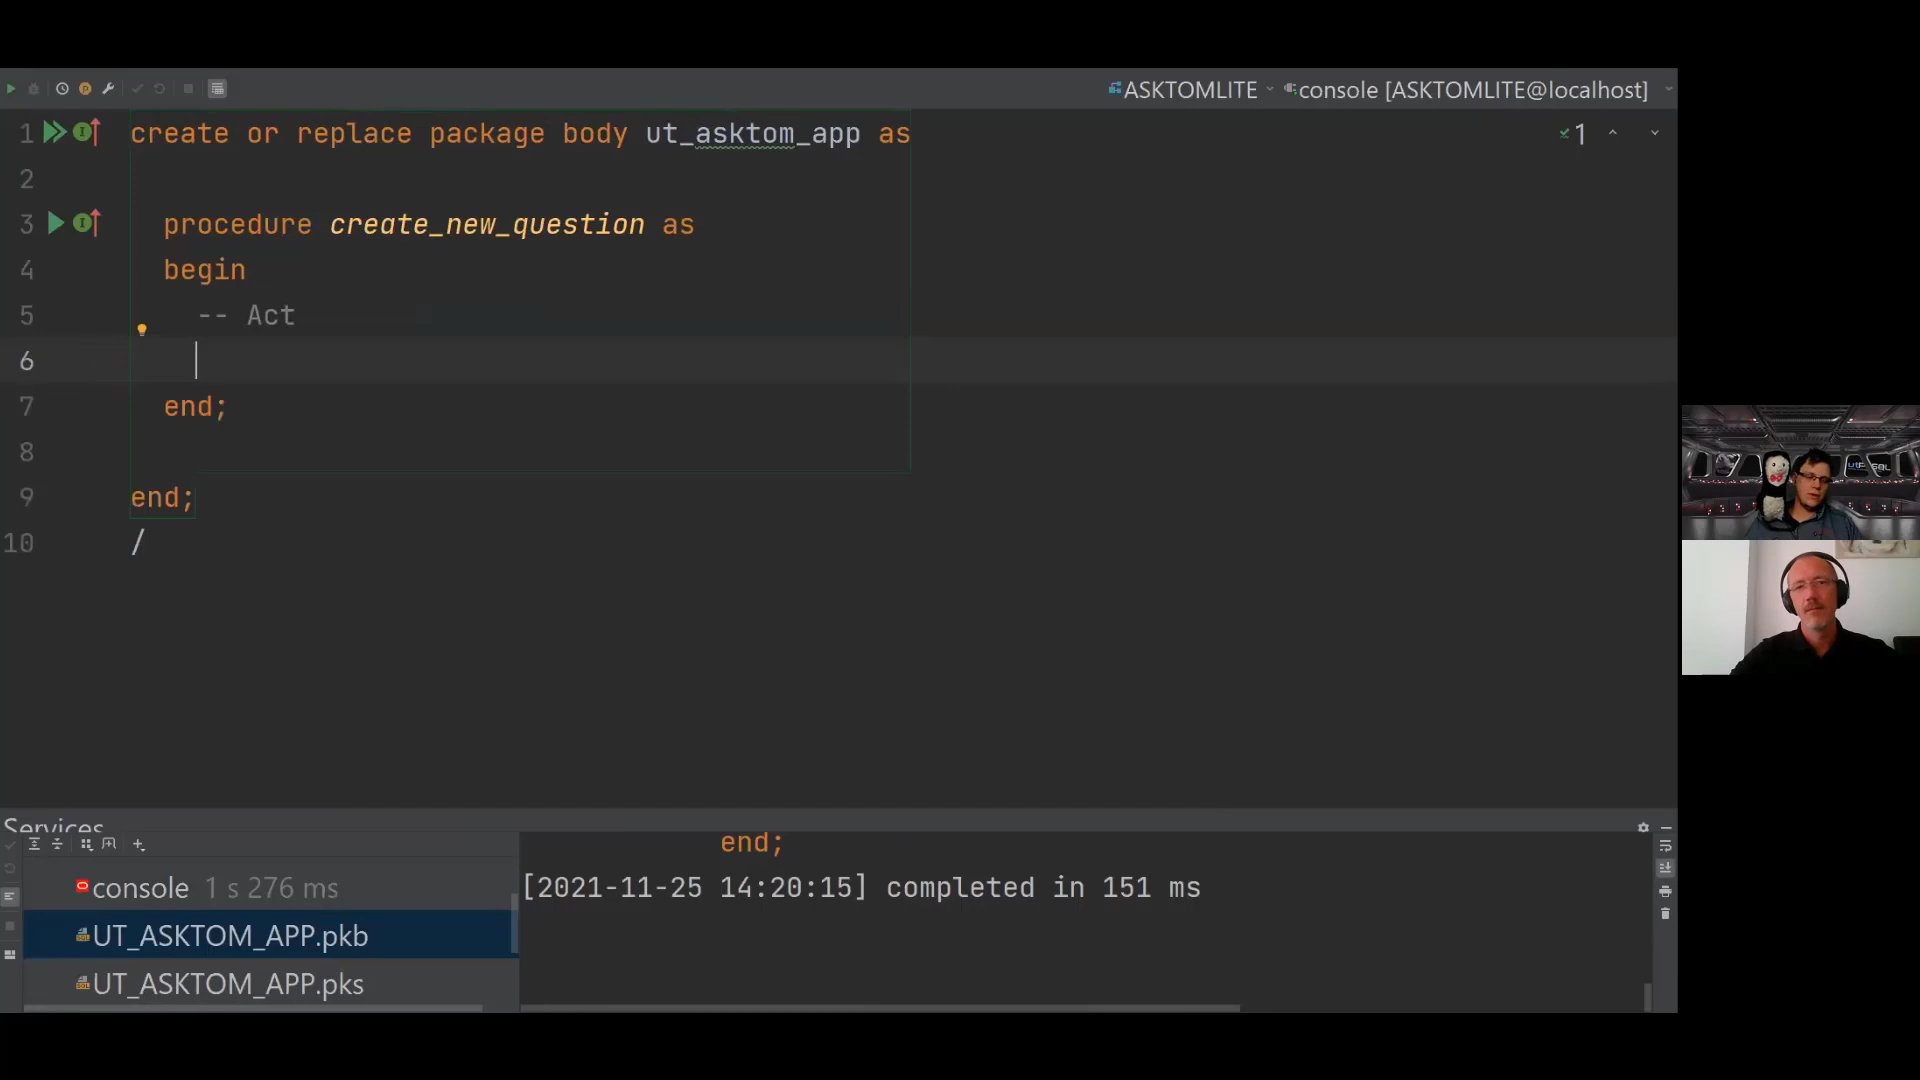 ASKTOMLITE console [ASKTOMLITE@localhost]
1 create or replace package body ut_asktom_app as
1
2
3 procedure create_new_question as
4 begin
5 -- Act
6
7 end;
8
9 end;
10 /
Services
end;
console 1 s 276 ms
[2021-11-25 14:20:15] completed in 151 ms
UT_ASKTOM_APP.pkb
UT_ASKTOM_APP.pks